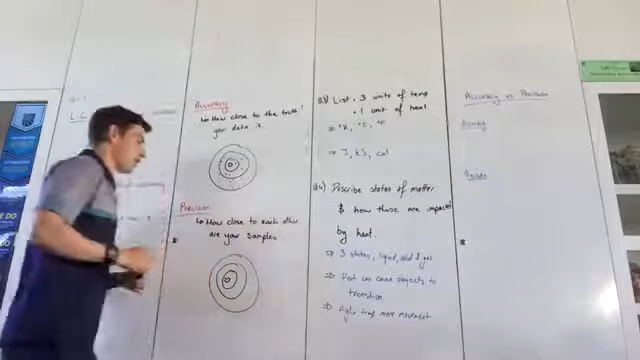 L.C
Accuracy
↳ How close to the truth
your data is.
Precision
↳ How close to each other
are your samples
Q3) List • 3 units of temp
• 1 unit of heat
⇒ °K, °C, °F
⇒ J, kJ, cal
Q4) Describe states of matter
& how these are impacted
by heat.
⇒ 3 states, liquid, solid & gas
⇒ Heat can cause objects to
transition
⇒ temp more movement
Accuracy vs Precision
Accuracy
Precision